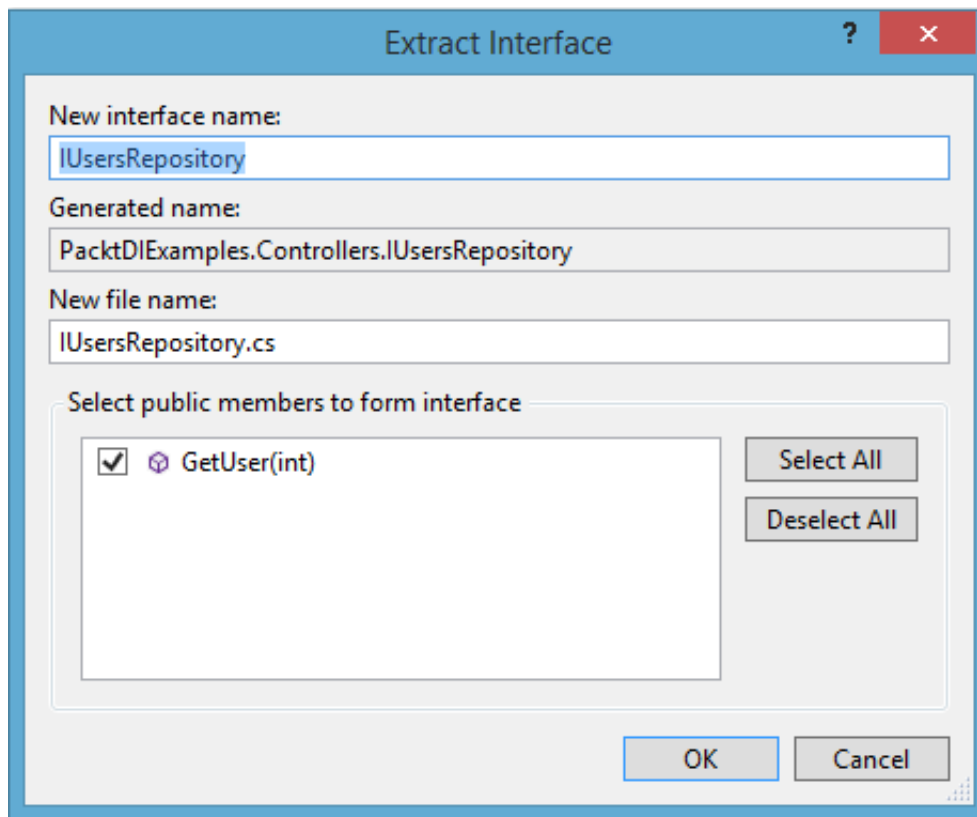 Extract Interface
?
×
New interface name:
IUsersRepository
Generated name:
PacktDIExamples.Controllers.IUsersRepository
New file name:
IUsersRepository.cs
Select public members to form interface
GetUser(int)
Select All
Deselect All
OK
Cancel